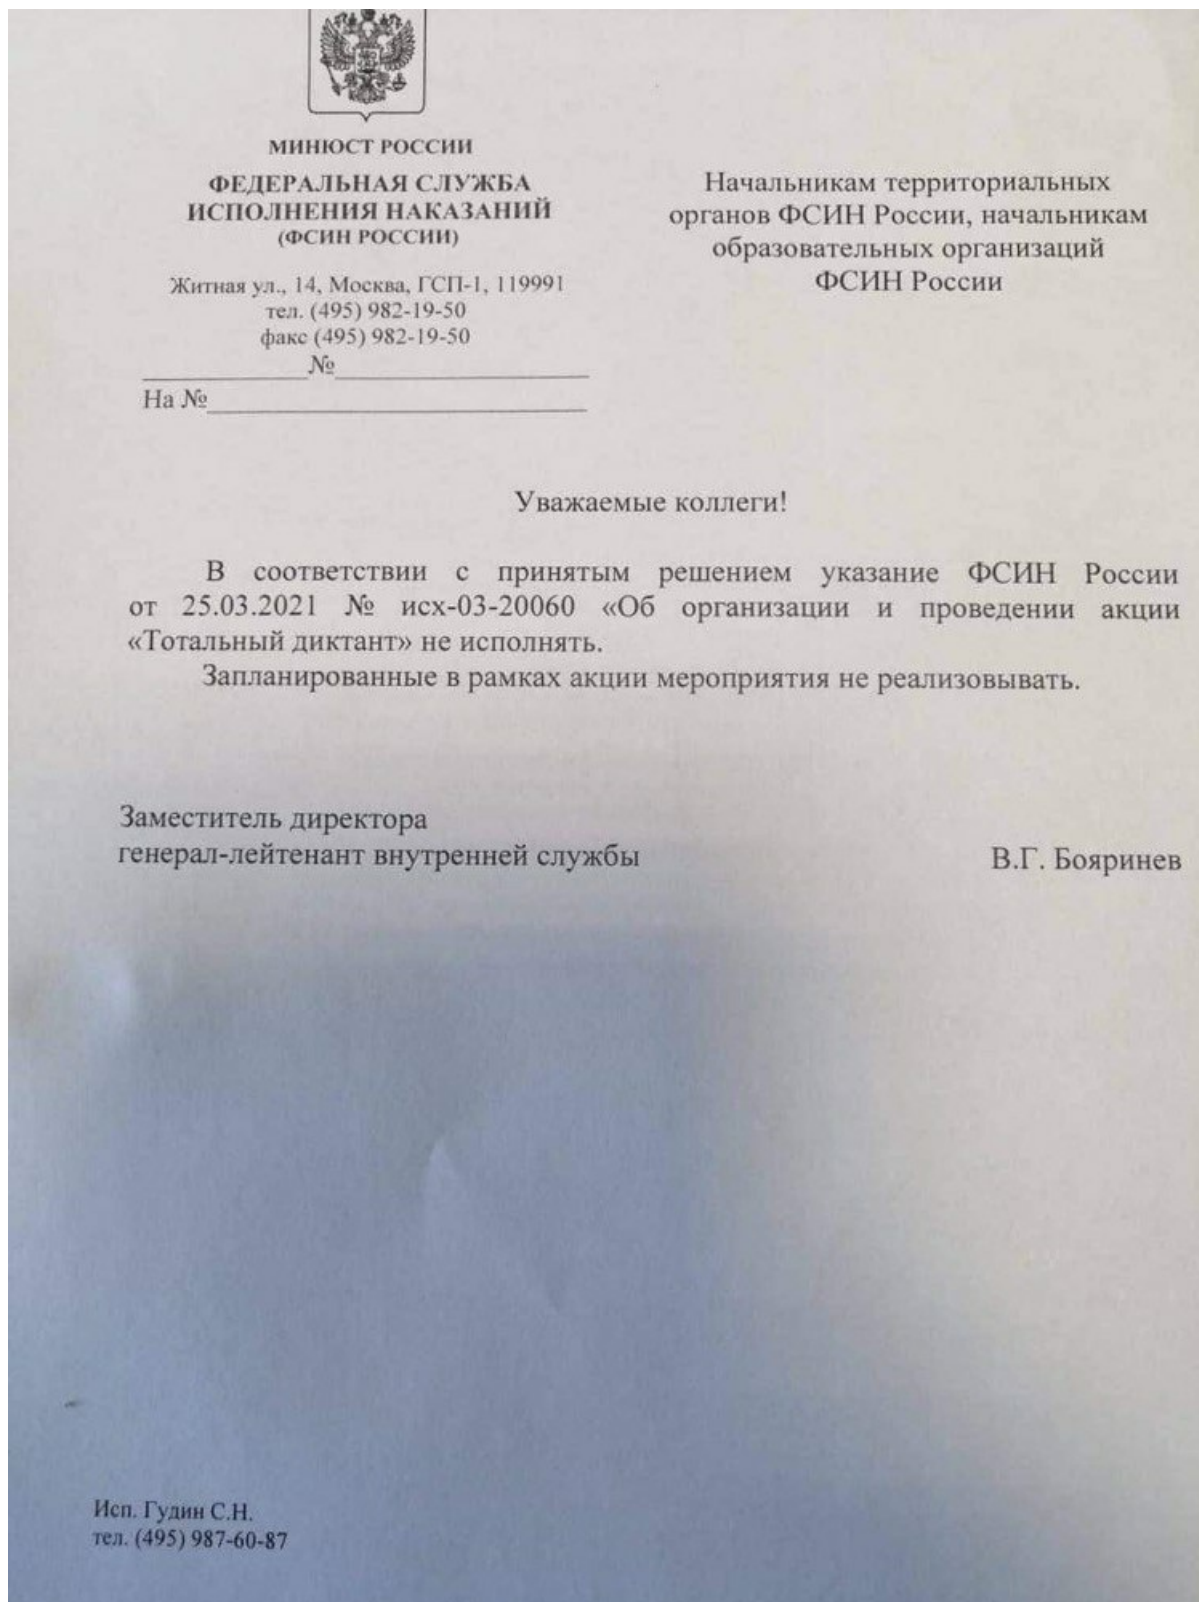 МИНЮСТ РОССИИ
ФЕДЕРАЛЬНАЯ СЛУЖБА
ИСПОЛНЕНИЯ НАКАЗАНИЙ
(ФСИН РОССИИ)
Житная ул., 14, Москва, ГСП-1, 119991
тел. (495) 982-19-50
факс (495) 982-19-50
____________№____________________
На №______________________________
Начальникам территориальных
органов ФСИН России, начальникам
образовательных организаций
ФСИН России
Уважаемые коллеги!
В соответствии с принятым решением указание ФСИН России
от 25.03.2021 № исх-03-20060 «Об организации и проведении акции
«Тотальный диктант» не исполнять.
Запланированные в рамках акции мероприятия не реализовывать.
Заместитель директора
генерал-лейтенант внутренней службы
В.Г. Бояринев
Исп. Гудин С.Н.
тел. (495) 987-60-87